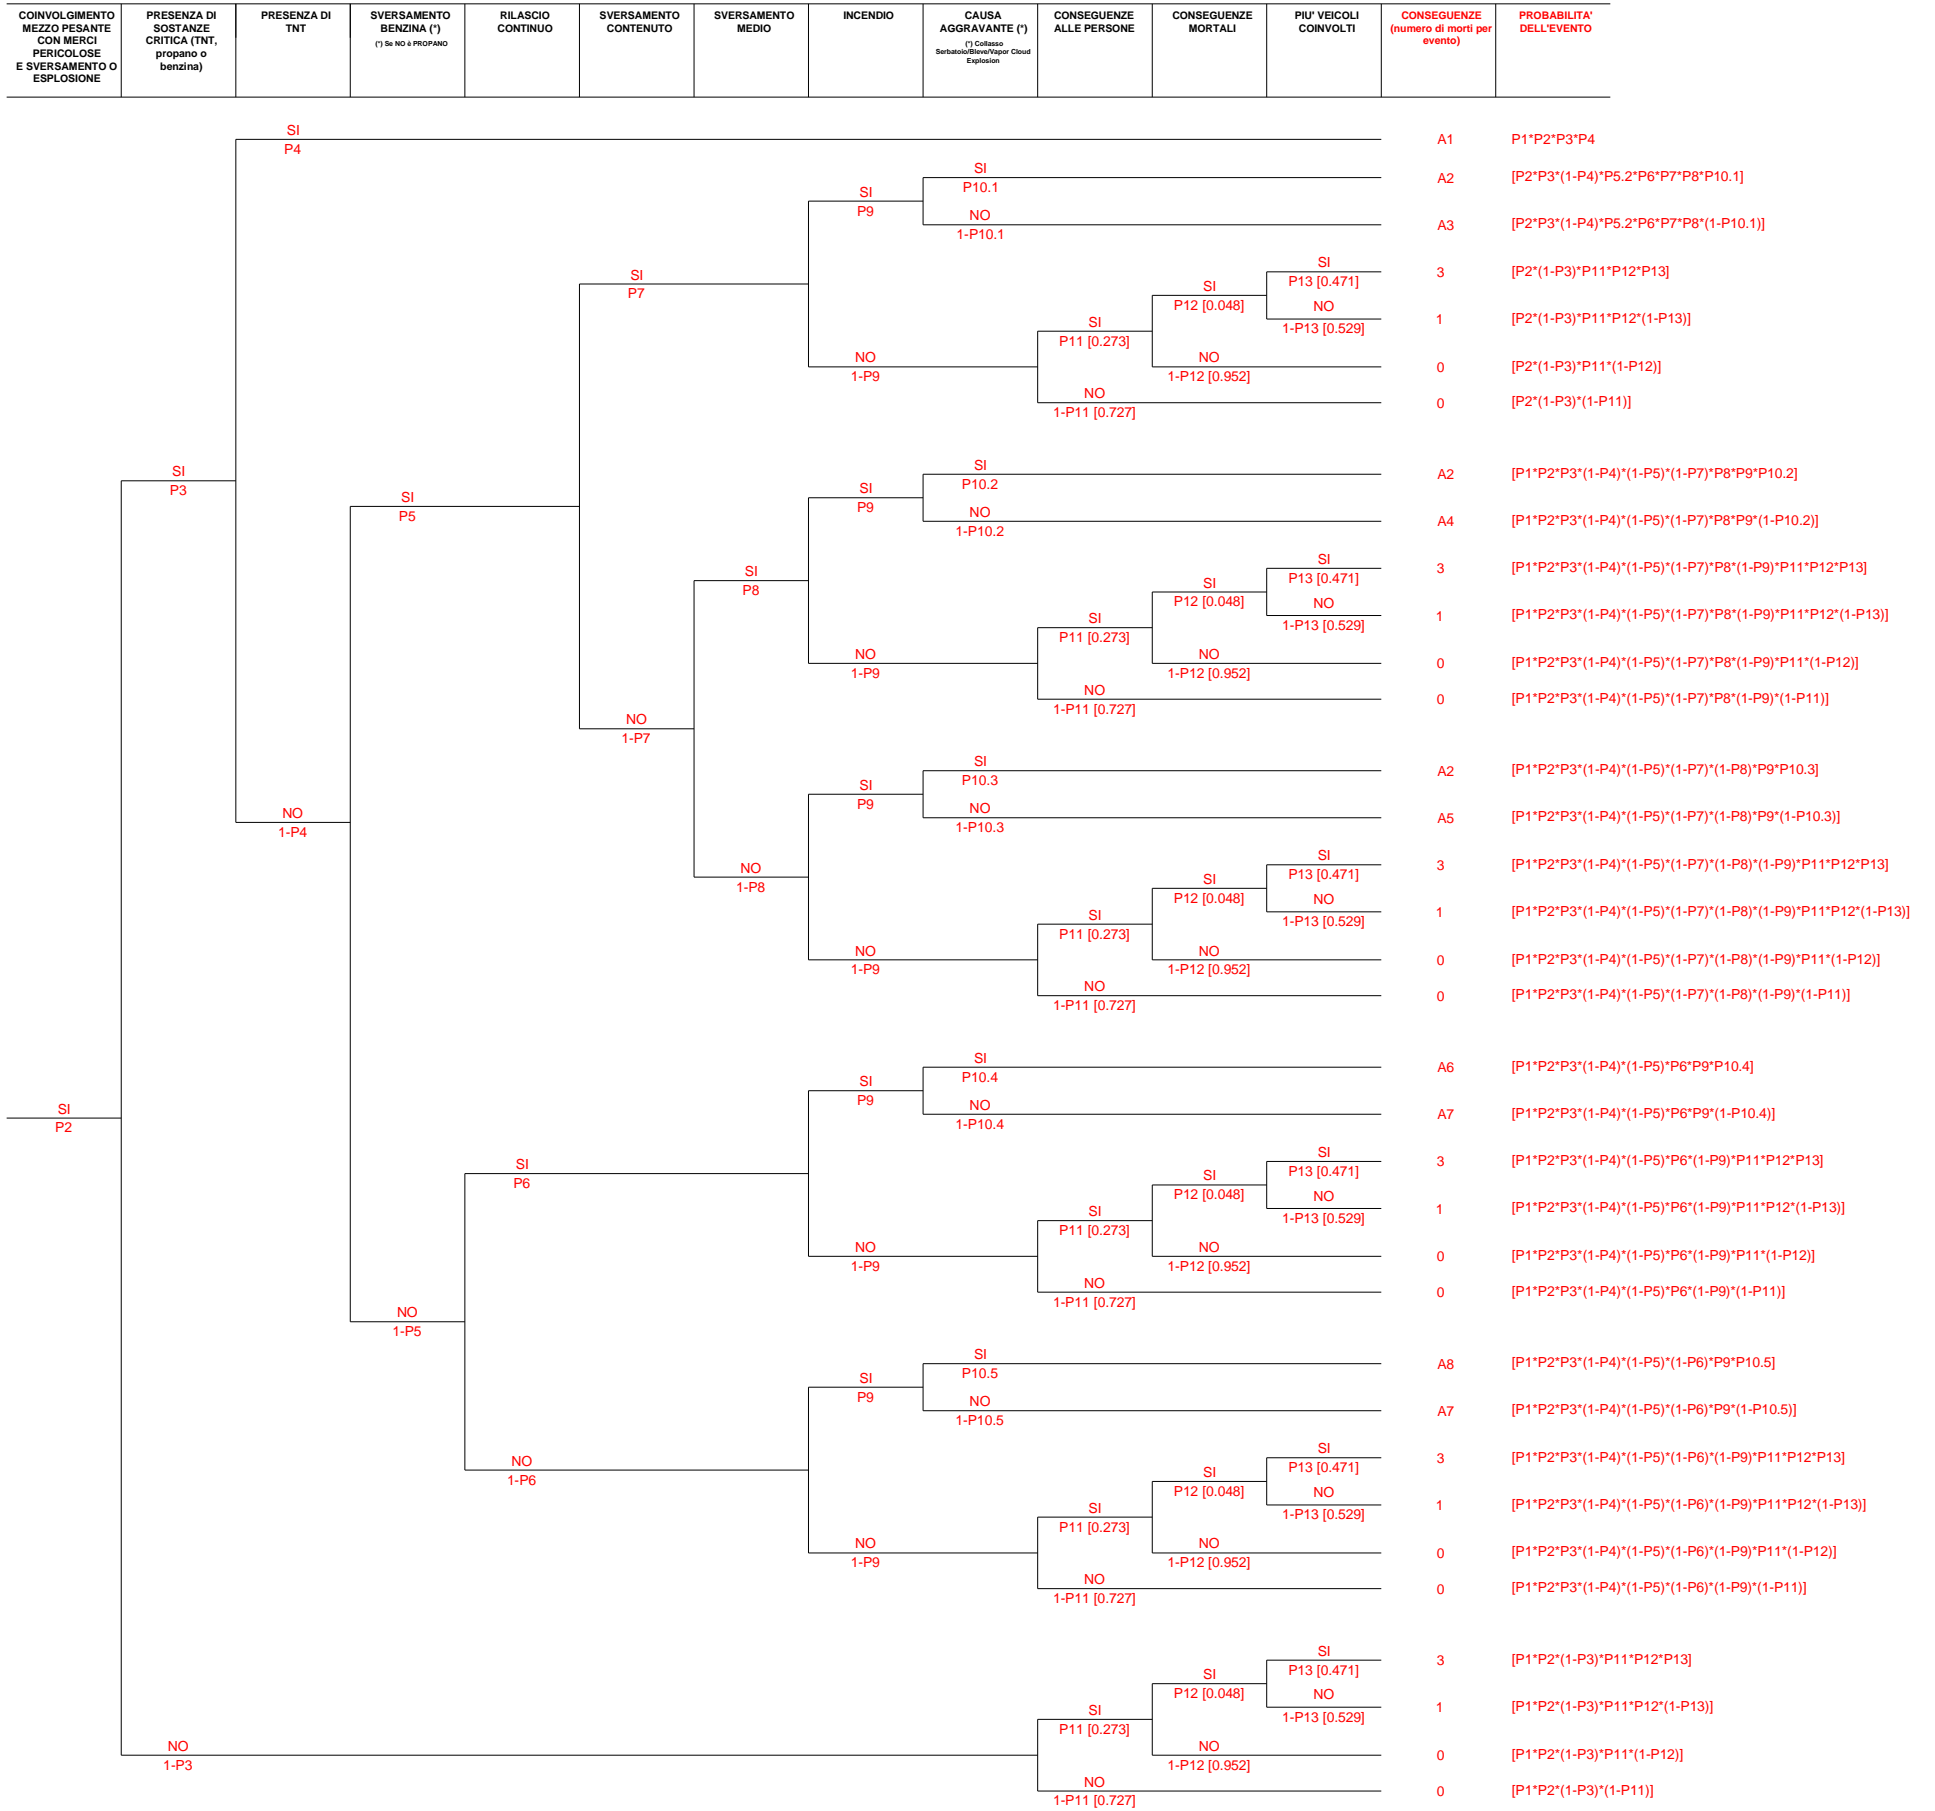 COINVOLGIMENTO
MEZZO PESANTE
CON MERCI
PERICOLOSE
E SVERSAMENTO O
ESPLOSIONE
PRESENZA DI
SOSTANZE
CRITICA (TNT,
propano o
benzina)
PRESENZA DI
TNT
SVERSAMENTO
BENZINA (*)
(*) Se NO è PROPANO
RILASCIO
CONTINUO
SVERSAMENTO
CONTENUTO
SVERSAMENTO
MEDIO
INCENDIO
CAUSA
AGGRAVANTE (*)
(*) Collasso
Serbatoio/Bleve/Vapor Cloud
Explosion
CONSEGUENZE
ALLE PERSONE
CONSEGUENZE
MORTALI
PIU' VEICOLI
COINVOLTI
CONSEGUENZE
(numero di morti per
evento)
PROBABILITA'
DELL'EVENTO
SI
P4
A1 P1*P2*P3*P4
SI
P10.1
A2 [P2*P3*(1-P4)*P5.2*P6*P7*P8*P10.1]
SI
P9
NO
1-P10.1
A3 [P2*P3*(1-P4)*P5.2*P6*P7*P8*(1-P10.1)]
SI
P7
SI
P13 [0.471]
3 [P2*(1-P3)*P11*P12*P13]
SI
P12 [0.048]
NO
1-P13 [0.529]
1 [P2*(1-P3)*P11*P12*(1-P13)]
SI
P11 [0.273]
NO
1-P9
NO
1-P12 [0.952]
0 [P2*(1-P3)*P11*(1-P12)]
NO
1-P11 [0.727]
0 [P2*(1-P3)*(1-P11)]
SI
P3
SI
P10.2
A2 [P1*P2*P3*(1-P4)*(1-P5)*(1-P7)*P8*P9*P10.2]
SI
P5
SI
P9
NO
1-P10.2
A4 [P1*P2*P3*(1-P4)*(1-P5)*(1-P7)*P8*P9*(1-P10.2)]
SI
P8
SI
P13 [0.471]
3 [P1*P2*P3*(1-P4)*(1-P5)*(1-P7)*P8*(1-P9)*P11*P12*P13]
SI
P12 [0.048]
NO
1-P13 [0.529]
1 [P1*P2*P3*(1-P4)*(1-P5)*(1-P7)*P8*(1-P9)*P11*P12*(1-P13)]
SI
P11 [0.273]
NO
1-P9
NO
1-P12 [0.952]
0 [P1*P2*P3*(1-P4)*(1-P5)*(1-P7)*P8*(1-P9)*P11*(1-P12)]
NO
1-P11 [0.727]
0 [P1*P2*P3*(1-P4)*(1-P5)*(1-P7)*P8*(1-P9)*(1-P11)]
NO
1-P7
SI
P10.3
A2 [P1*P2*P3*(1-P4)*(1-P5)*(1-P7)*(1-P8)*P9*P10.3]
NO
1-P4
SI
P9
NO
1-P10.3
A5 [P1*P2*P3*(1-P4)*(1-P5)*(1-P7)*(1-P8)*P9*(1-P10.3)]
NO
1-P8
SI
P13 [0.471]
3 [P1*P2*P3*(1-P4)*(1-P5)*(1-P7)*(1-P8)*(1-P9)*P11*P12*P13]
SI
P12 [0.048]
NO
1-P13 [0.529]
1 [P1*P2*P3*(1-P4)*(1-P5)*(1-P7)*(1-P8)*(1-P9)*P11*P12*(1-P13)]
SI
P11 [0.273]
NO
1-P9
NO
1-P12 [0.952]
0 [P1*P2*P3*(1-P4)*(1-P5)*(1-P7)*(1-P8)*(1-P9)*P11*(1-P12)]
NO
1-P11 [0.727]
0 [P1*P2*P3*(1-P4)*(1-P5)*(1-P7)*(1-P8)*(1-P9)*(1-P11)]
SI
P2
SI
P10.4
A6 [P1*P2*P3*(1-P4)*(1-P5)*P6*P9*P10.4]
SI
P9
NO
1-P10.4
A7 [P1*P2*P3*(1-P4)*(1-P5)*P6*P9*(1-P10.4)]
SI
P6
SI
P13 [0.471]
3 [P1*P2*P3*(1-P4)*(1-P5)*P6*(1-P9)*P11*P12*P13]
SI
P12 [0.048]
NO
1-P13 [0.529]
1 [P1*P2*P3*(1-P4)*(1-P5)*P6*(1-P9)*P11*P12*(1-P13)]
SI
P11 [0.273]
NO
1-P9
NO
1-P12 [0.952]
0 [P1*P2*P3*(1-P4)*(1-P5)*P6*(1-P9)*P11*(1-P12)]
NO
1-P11 [0.727]
0 [P1*P2*P3*(1-P4)*(1-P5)*P6*(1-P9)*(1-P11)]
NO
1-P5
SI
P10.5
A8 [P1*P2*P3*(1-P4)*(1-P5)*(1-P6)*P9*P10.5]
SI
P9
NO
1-P10.5
A7 [P1*P2*P3*(1-P4)*(1-P5)*(1-P6)*P9*(1-P10.5)]
NO
1-P6
SI
P13 [0.471]
3 [P1*P2*P3*(1-P4)*(1-P5)*(1-P6)*(1-P9)*P11*P12*P13]
SI
P12 [0.048]
NO
1-P13 [0.529]
1 [P1*P2*P3*(1-P4)*(1-P5)*(1-P6)*(1-P9)*P11*P12*(1-P13)]
SI
P11 [0.273]
NO
1-P9
NO
1-P12 [0.952]
0 [P1*P2*P3*(1-P4)*(1-P5)*(1-P6)*(1-P9)*P11*(1-P12)]
NO
1-P11 [0.727]
0 [P1*P2*P3*(1-P4)*(1-P5)*(1-P6)*(1-P9)*(1-P11)]
SI
P13 [0.471]
3 [P1*P2*(1-P3)*P11*P12*P13]
SI
P12 [0.048]
NO
1-P13 [0.529]
1 [P1*P2*(1-P3)*P11*P12*(1-P13)]
SI
P11 [0.273]
NO
1-P3
NO
1-P12 [0.952]
0 [P1*P2*(1-P3)*P11*(1-P12)]
NO
1-P11 [0.727]
0 [P1*P2*(1-P3)*(1-P11)]